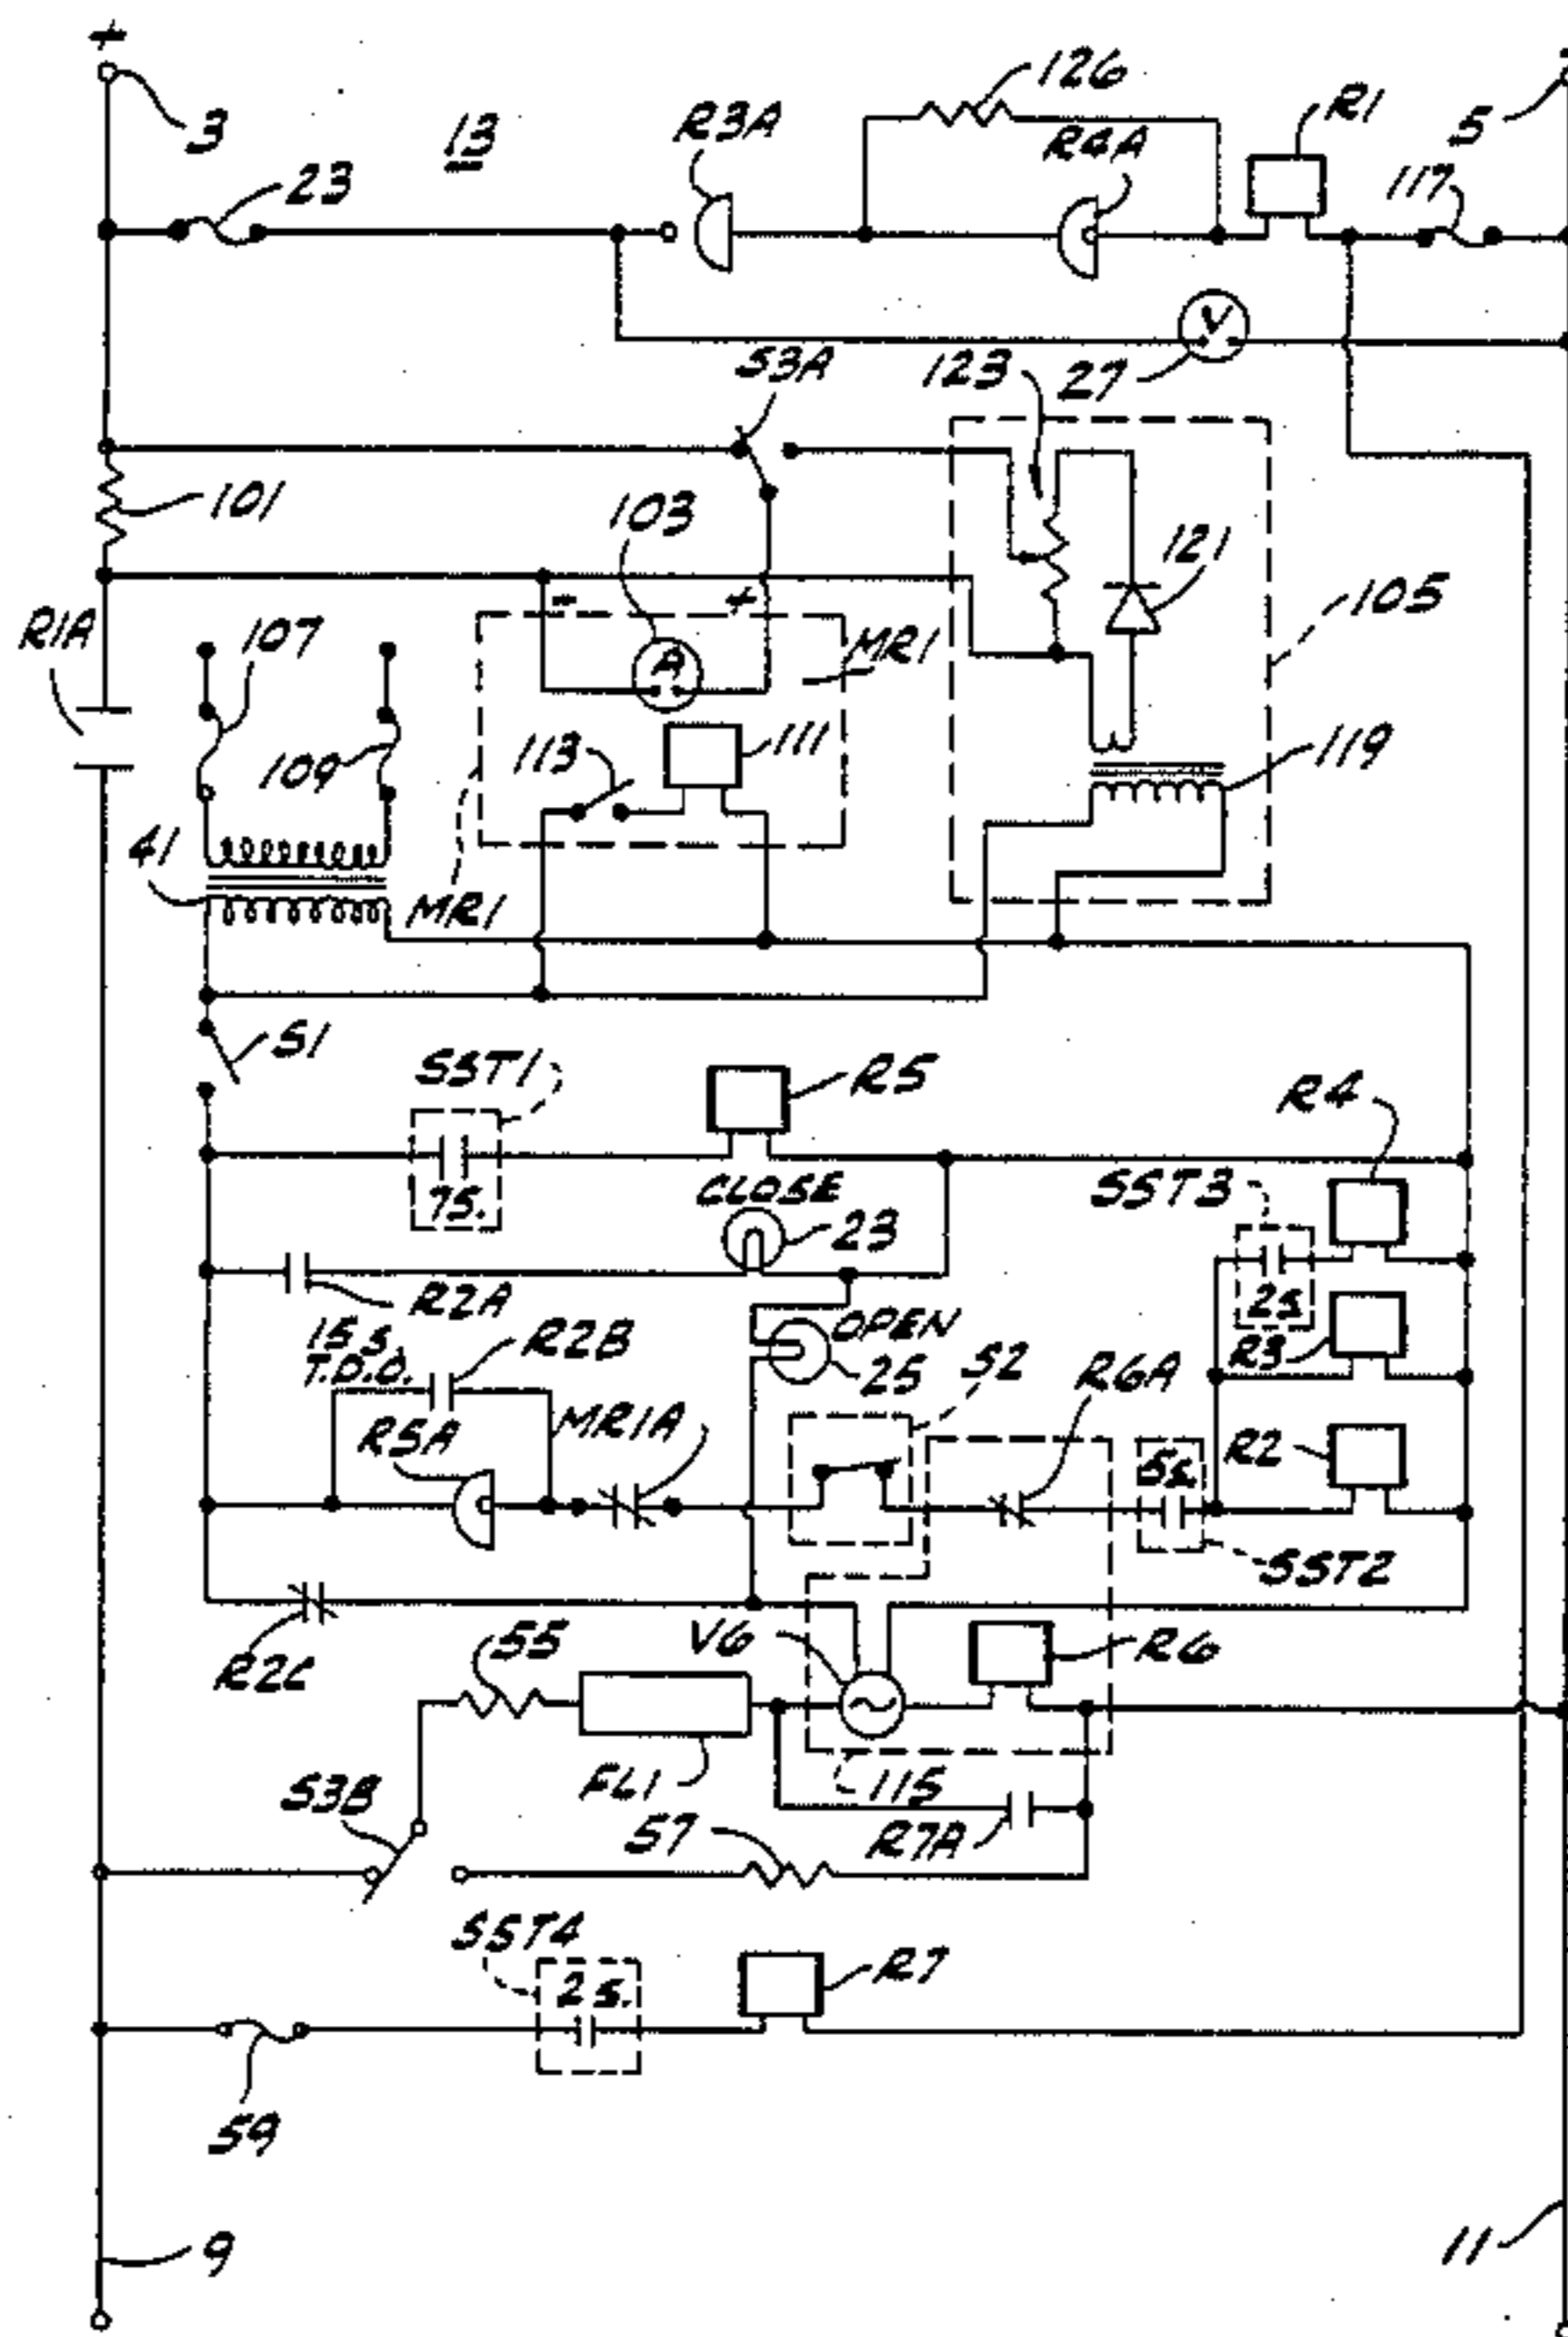 +
3
13
R3A
126
R4A
R1
5
117
23
V
27
S3A
123
101
103
121
105
R1A
107
109
-
+
A
MR1
113
111
119
41
MR1
S1
SST1
R5
R4
7S.
CLOSE
23
SST3
R2A
2S
15 S.
T.D.O.
R2B
OPEN
25
S2
R3
R6A
R5A
MR1A
5S
R2
SST2
R2C
55
V6
R6
FL1
115
S3B
57
R7A
SST4
2 S.
R7
59
9
11